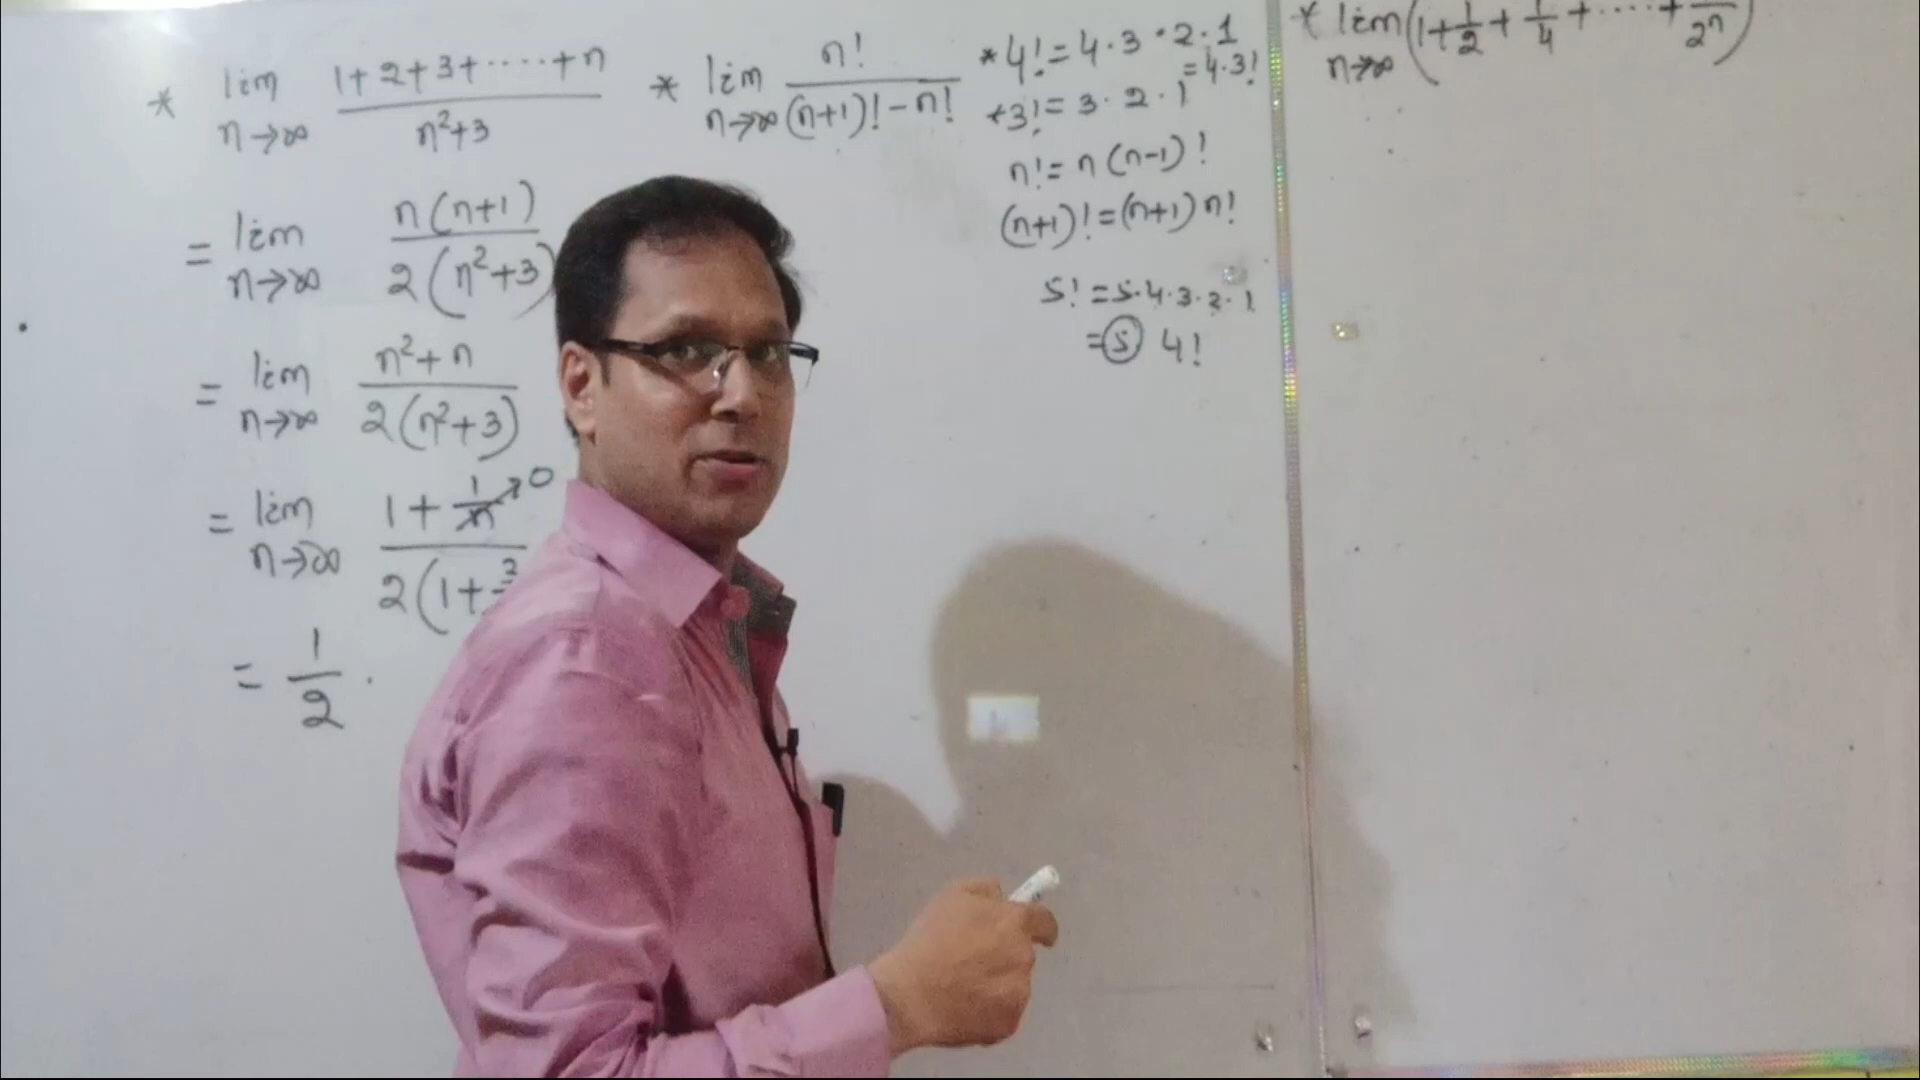 * lim n→∞ (1+2+3+·····+n)/(n²+3)
= lim n→∞ n(n+1)/2(n²+3)
= lim n→∞ (n²+n)/2(n²+3)
= lim n→∞ 1+1/n→0
2(1+
= 1/2 .
* lim n→∞ n!/(n+1)!-n!
*4! = 4·3·2·1
=4·3!
*3! = 3·2·1
n! = n(n-1)!
(n+1)! = (n+1)n!
5! = 5·4·3·2·1
= 5 4!
* lim n→∞ (1+1/2+1/4+·····+ /2ⁿ)